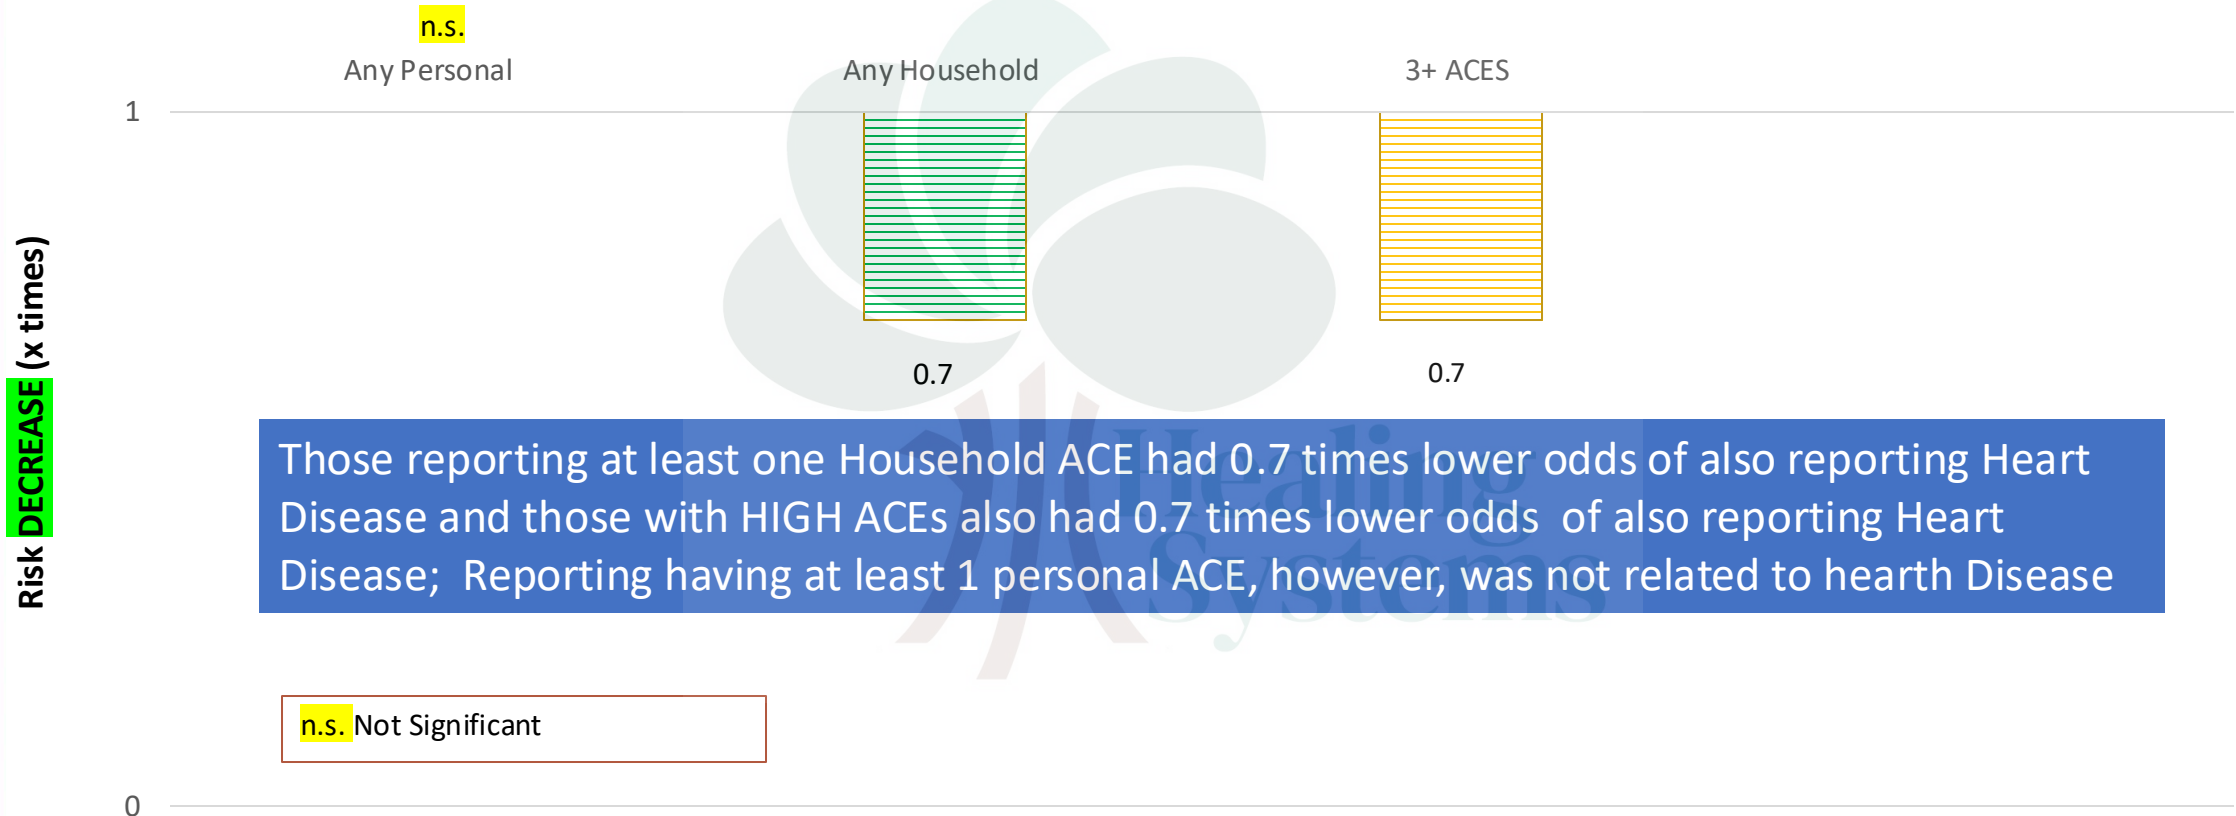 n.s.
Any Personal
Any Household
3+ ACES
1
Risk DECREASE (x times)
0.7
0.7
Healing
Systems
Those reporting at least one Household ACE had 0.7 times lower odds of also reporting Heart
Disease and those with HIGH ACEs also had 0.7 times lower odds  of also reporting Heart
Disease;  Reporting having at least 1 personal ACE, however, was not related to hearth Disease
n.s. Not Significant
0